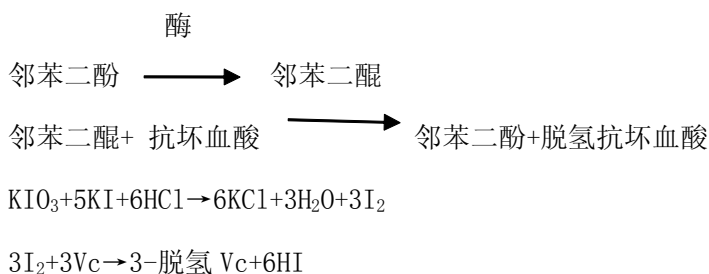 酶
邻苯二酚 ⟶ 邻苯二醌
邻苯二醌+ 抗坏血酸 ⟶ 邻苯二酚+脱氢抗坏血酸
KIO₃+5KI+6HCl→6KCl+3H₂O+3I₂
3I₂+3Vc→3-脱氢 Vc+6HI